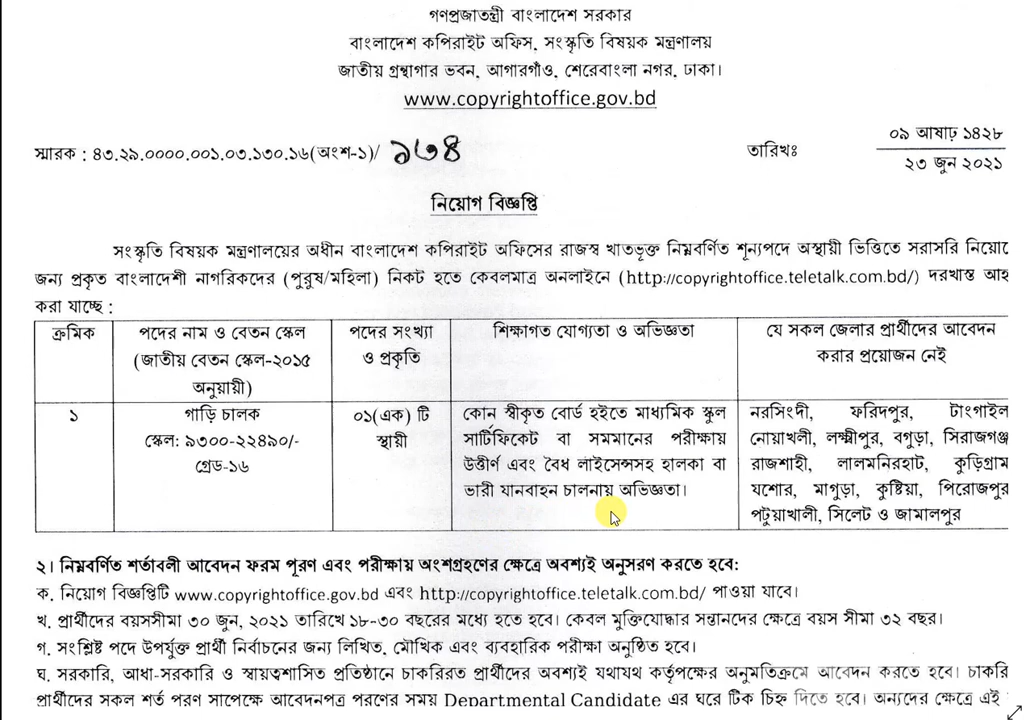 গণপ্রজাতন্ত্রী বাংলাদেশ সরকার
বাংলাদেশ কপিরাইট অফিস, সংস্কৃতি বিষয়ক মন্ত্রণালয়
জাতীয় গ্রন্থাগার ভবন, আগারগাঁও, শেরেবাংলা নগর, ঢাকা।
www.copyrightoffice.gov.bd
০৯ আষাঢ় ১৪২৮
স্মারক : ৪৩.২৯.০০০০.০০১.০৩.১৩০.১৬(অংশ-১)/ ১৩৪ তারিখঃ
২৩ জুন ২০২১
নিয়োগ বিজ্ঞপ্তি
সংস্কৃতি বিষয়ক মন্ত্রণালয়ের অধীন বাংলাদেশ কপিরাইট অফিসের রাজস্ব খাতভূক্ত নিম্নবর্ণিত শূন্যপদে অস্থায়ী ভিত্তিতে সরাসরি নিয়োে
জন্য প্রকৃত বাংলাদেশী নাগরিকদের (পুরুষ/মহিলা) নিকট হতে কেবলমাত্র অনলাইনে (http://copyrightoffice.teletalk.com.bd/) দরখাস্ত আহ
করা যাচ্ছে :
ক্রমিক
পদের নাম ও বেতন স্কেল
(জাতীয় বেতন স্কেল-২০১৫
অনুযায়ী)
পদের সংখ্যা
ও প্রকৃতি
শিক্ষাগত যোগ্যতা ও অভিজ্ঞতা
যে সকল জেলার প্রার্থীদের আবেদন
করার প্রয়োজন নেই
১
গাড়ি চালক
স্কেল: ৯৩০০-২২৪৯০/-
গ্রেড-১৬
০১(এক) টি
স্থায়ী
কোন স্বীকৃত বোর্ড হইতে মাধ্যমিক স্কুল
সার্টিফিকেট বা সমমানের পরীক্ষায়
উত্তীর্ণ এবং বৈধ লাইসেন্সসহ হালকা বা
ভারী যানবাহন চালনায় অভিজ্ঞতা।
নরসিংদী, ফরিদপুর, টাংগাইল
নোয়াখলী, লক্ষ্মীপুর, বগুড়া, সিরাজগঞ্জ
রাজশাহী, লালমনিরহাট, কুড়িগ্রাম
যশোর, মাগুড়া, কুষ্টিয়া, পিরোজপুর
পটুয়াখালী, সিলেট ও জামালপুর
২। নিম্নবর্ণিত শর্তাবলী আবেদন ফরম পূরণ এবং পরীক্ষায় অংশগ্রহণের ক্ষেত্রে অবশ্যই অনুসরণ করতে হবে:
ক. নিয়োগ বিজ্ঞপ্তিটি www.copyrightoffice.gov.bd এবং http://copyrightoffice.teletalk.com.bd/ পাওয়া যাবে।
খ. প্রার্থীদের বয়সসীমা ৩০ জুন, ২০২১ তারিখে ১৮-৩০ বছরের মধ্যে হতে হবে। কেবল মুক্তিযোদ্ধার সন্তানদের ক্ষেত্রে বয়স সীমা ৩২ বছর।
গ. সংশ্লিষ্ট পদে উপর্যুক্ত প্রার্থী নির্বাচনের জন্য লিখিত, মৌখিক এবং ব্যবহারিক পরীক্ষা অনুষ্ঠিত হবে।
ঘ. সরকারি, আধা-সরকারি ও স্বায়ত্বশাসিত প্রতিষ্ঠানে চাকরিরত প্রার্থীদের অবশ্যই যথাযথ কর্তৃপক্ষের অনুমতিক্রমে আবেদন করতে হবে। চাকরি
প্রার্থীদের সকল শর্ত পরণ সাপেক্ষে আবেদনপত্র পরণের সময় Departmental Candidate এর ঘরে টিক চিহ্ন দিতে হবে। অন্যদের ক্ষেত্রে এই